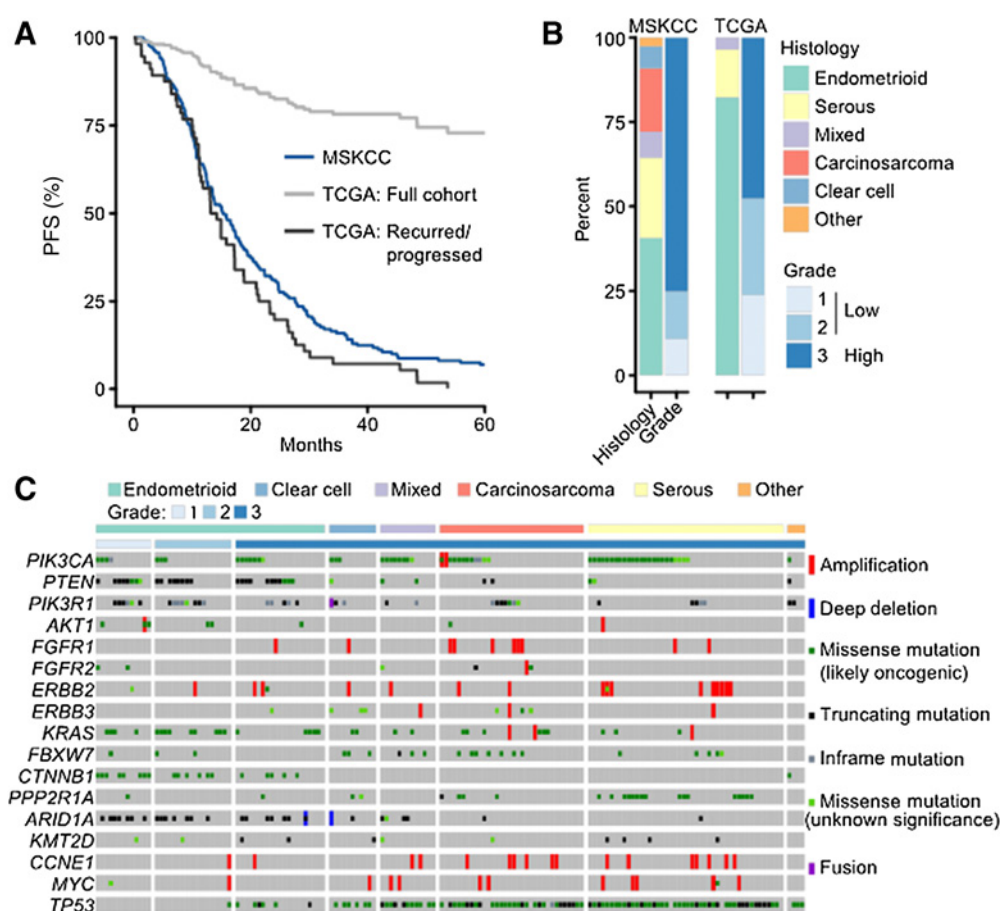 A
100
75
50
25
0
PFS (%)
0 20 40 60
Months
MSKCC
TCGA: Full cohort
TCGA: Recurred/
progressed
B
MSKCC TCGA
100
75
50
25
0
Percent
Histology
Grade
Histology
Endometrioid
Serous
Mixed
Carcinosarcoma
Clear cell
Other
Grade
1
2
Low
3 High
C
Endometrioid Clear cell Mixed Carcinosarcoma Serous Other
Grade: 1 2 3
PIK3CA
PTEN
PIK3R1
AKT1
FGFR1
FGFR2
ERBB2
ERBB3
KRAS
FBXW7
CTNNB1
PPP2R1A
ARID1A
KMT2D
CCNE1
MYC
TP53
Amplification
Deep deletion
Missense mutation
(likely oncogenic)
Truncating mutation
Inframe mutation
Missense mutation
(unknown significance)
Fusion